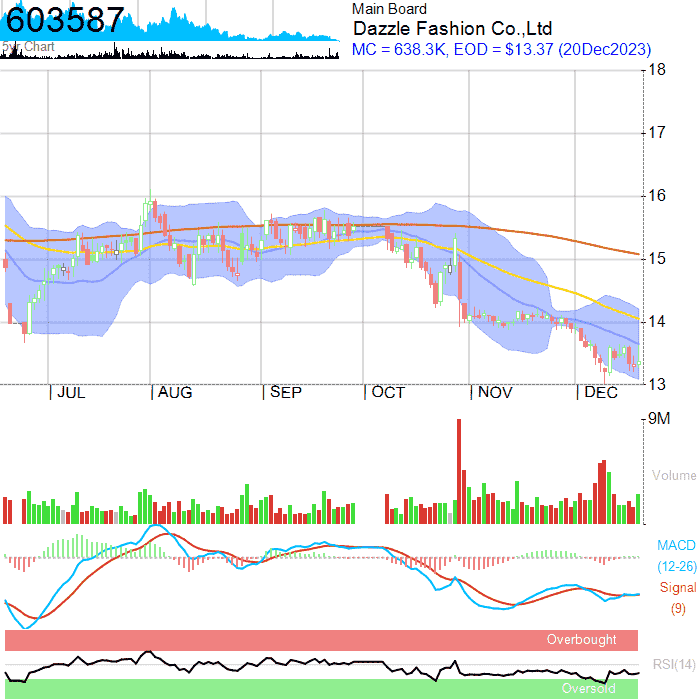 603587
5yr Chart
Main Board
Dazzle Fashion Co.,Ltd
MC = 638.3K, EOD = $13.37 (20Dec2023)
18
17
16
15
14
13
JUL AUG SEP OCT NOV DEC
9M
Volume
MACD
(12-26)
Signal
(9)
Overbought
RSI(14)
Oversold